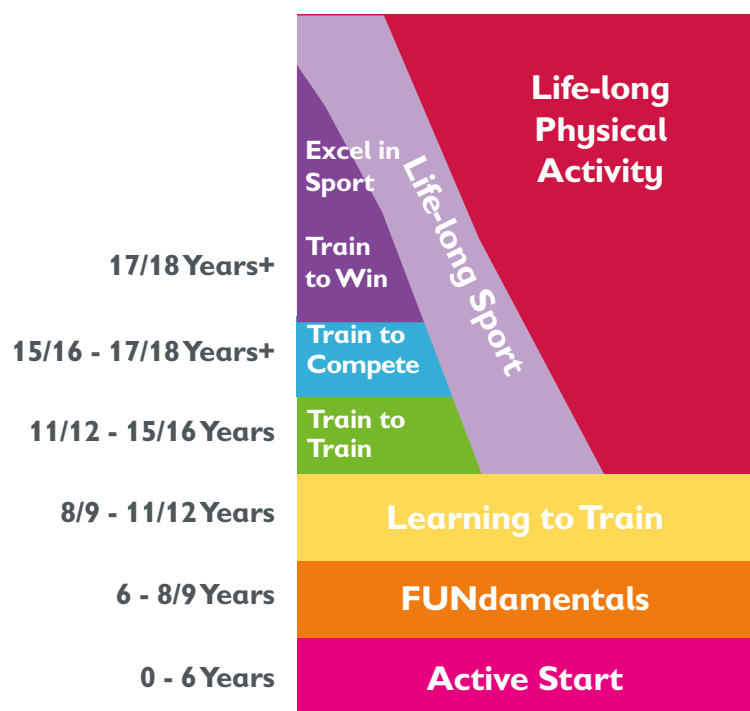 Life-long
Physical
Activity
Excel in
Sport
Life-long Sport
17/18 Years+
Train
to Win
15/16 - 17/18 Years+
Train to
Compete
11/12 - 15/16 Years
Train to
Train
8/9 - 11/12 Years
Learning to Train
6 - 8/9 Years
FUNdamentals
0 - 6 Years
Active Start